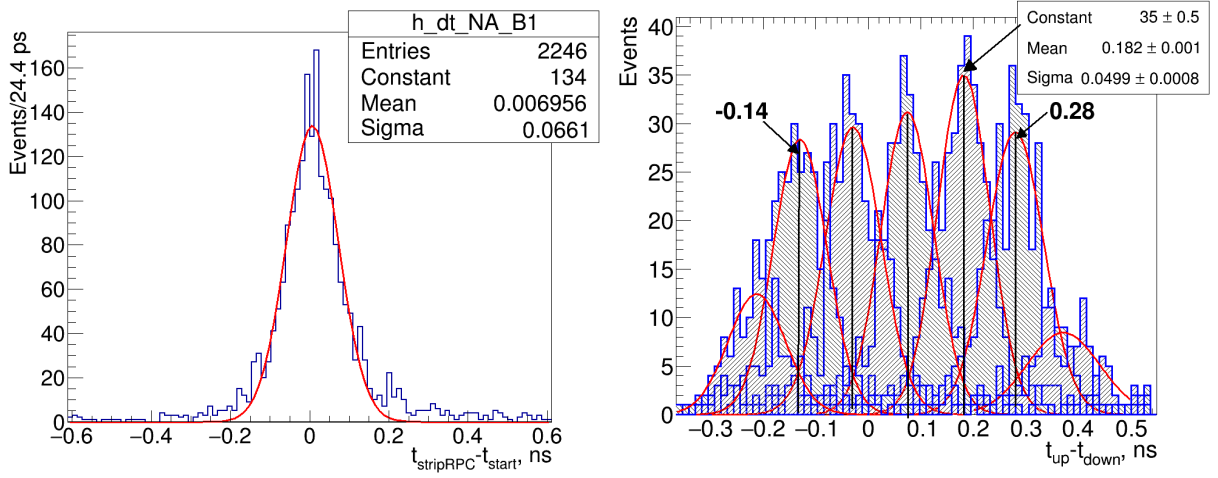 h_dt_NA_B1
Entries 2246
Constant 134
Mean 0.006956
Sigma 0.0661
Events/24.4 ps
160
140
120
100
80
60
40
20
0
−0.6 −0.4 −0.2 0 0.2 0.4 0.6
t_stripRPC-t_start, ns
Constant 35 ± 0.5
Mean 0.182 ± 0.001
Sigma 0.0499 ± 0.0008
-0.14
0.28
Events
40
35
30
25
20
15
10
5
0
−0.3 −0.2 −0.1 0 0.1 0.2 0.3 0.4 0.5
t_up-t_down, ns